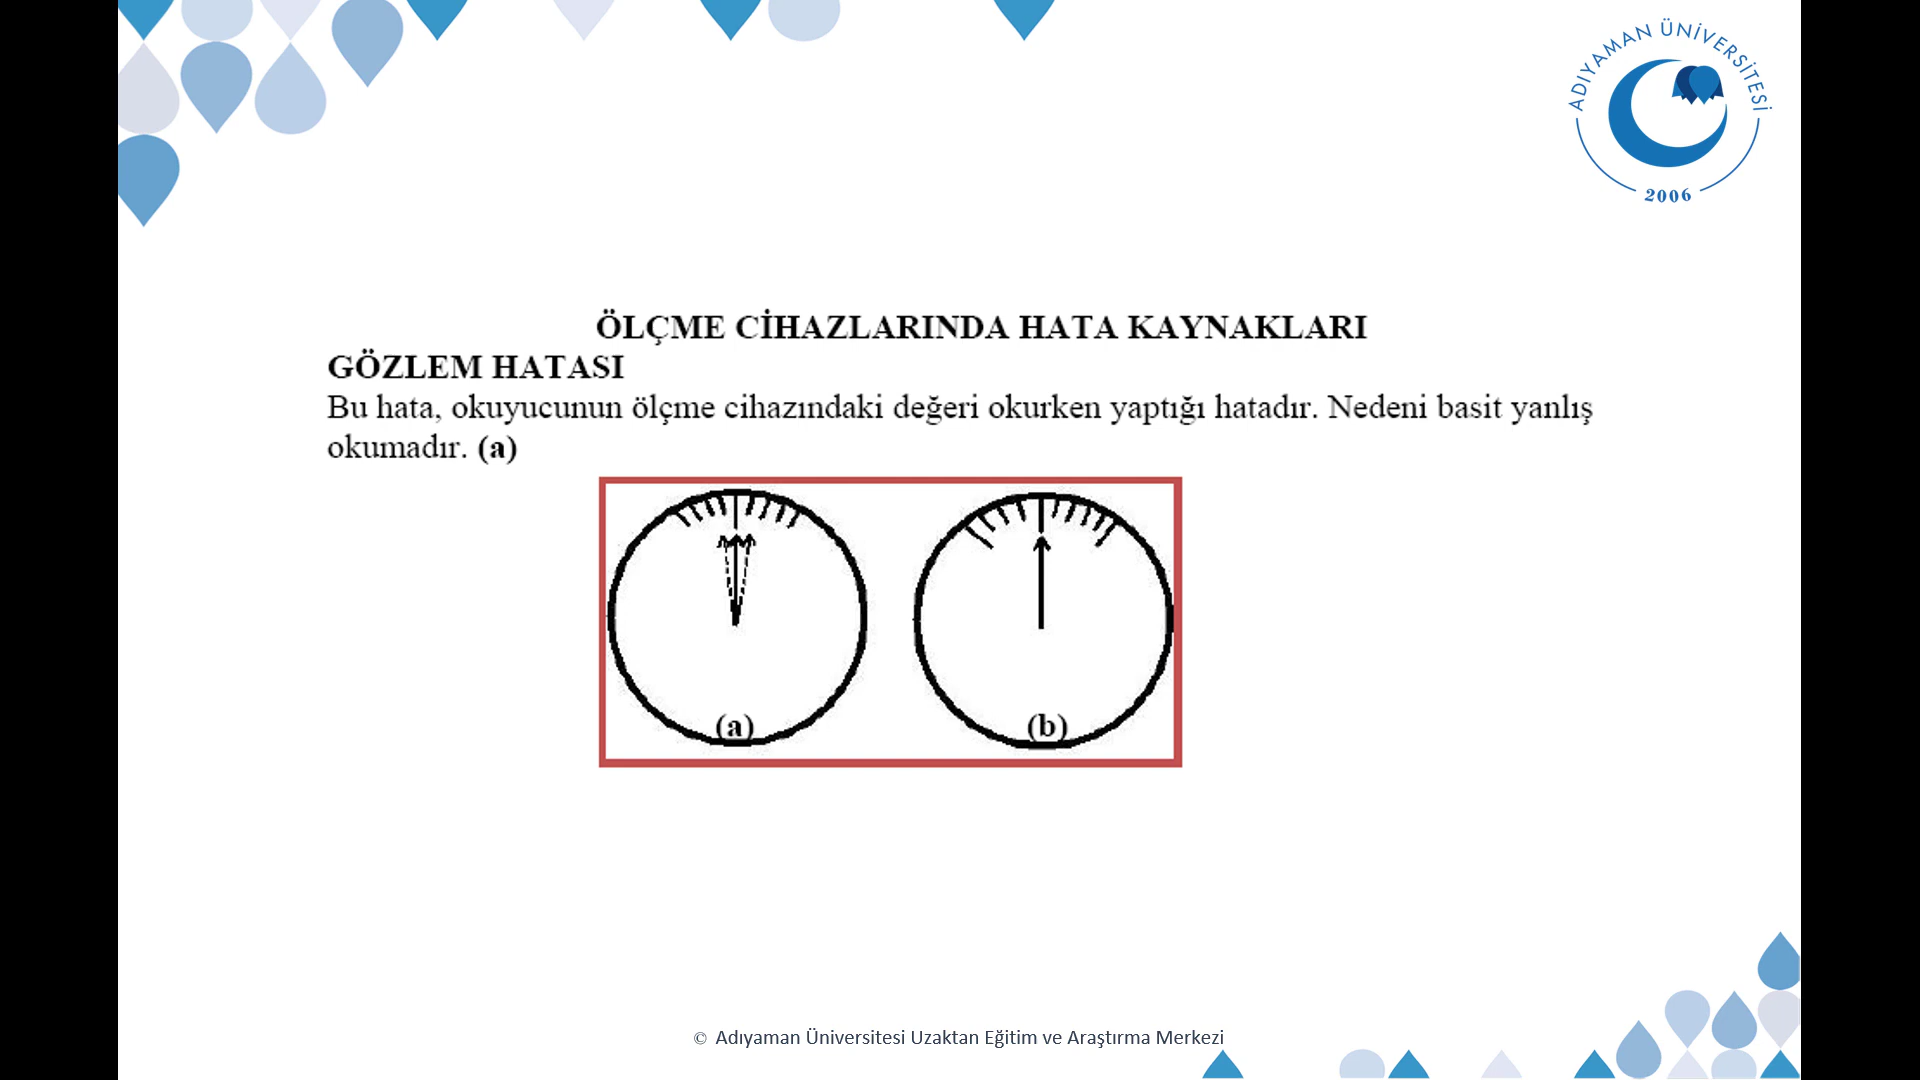 ADIYAMAN ÜNİVERSİTESİ
2006
ÖLÇME CİHAZLARINDA HATA KAYNAKLARI
GÖZLEM HATASI
Bu hata, okuyucunun ölçme cihazındaki değeri okurken yaptığı hatadır. Nedeni basit yanlış
okumadır. (a)
(a)
(b)
© Adıyaman Üniversitesi Uzaktan Eğitim ve Araştırma Merkezi